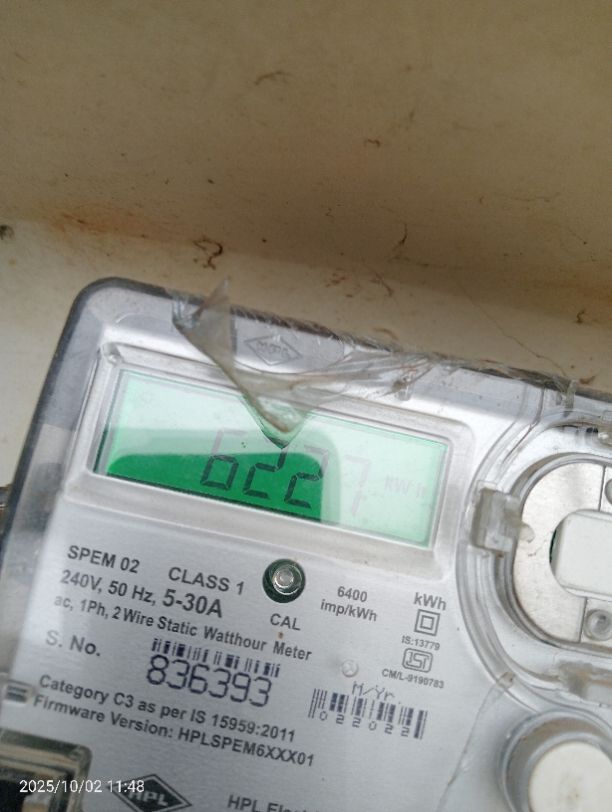 HPL
6227 kWh
SPEM 02 CLASS 1
240V, 50 Hz, 5-30A
ac, 1Ph, 2 Wire Static Watthour Meter
CAL
6400
imp/kWh
kWh
IS:13779
CM/L-9190783
S. No.
836393
M/Yr
022022
Category C3 as per IS 15959:2011
Firmware Version: HPLSPEM6XXX01
HPL
HPL
2025/10/02 11:48